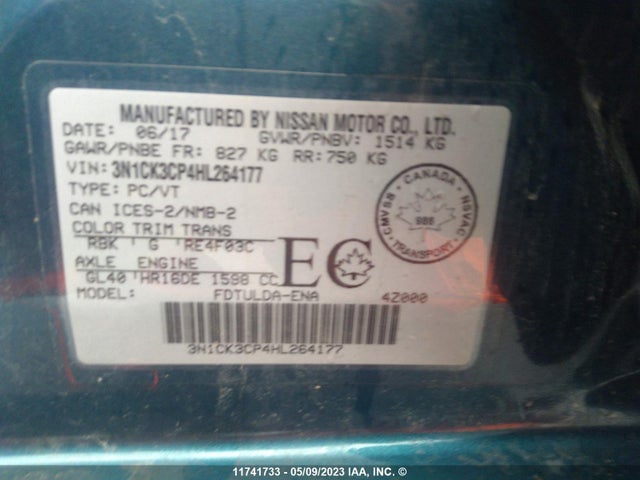 MANUFACTURED BY NISSAN MOTOR CO., LTD.
DATE: 06/17 GVWR/PNBV: 1514 KG
GAWR/PNBE FR: 827 KG RR: 750 KG
VIN: 3N1CK3CP4HL264177
TYPE: PC/VT
CAN ICES-2/NMB-2
COLOR TRIM TRANS
RBK ' G ' RE4F03C
AXLE ENGINE
GL40 'HR16DE 1598 CC
MODEL: FDTULDA-ENA 4Z000
3N1CK3CP4HL264177
EC
CANADA
CMVSS NSVAC
TRANSPORT
11741733 - 05/09/2023 IAA, INC. ©